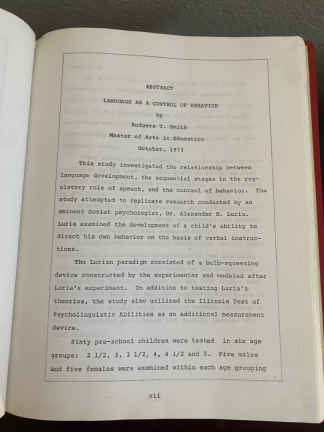 ABSTRACT
LANGUAGE AS A CONTROL OF BEHAVIOR
by
T. Smith
Master of Arts in Education
October, 1973
This study investigated the relationship between
language development, the sequential stages in the reg-
ulatory role of speech, and the control of behavior. The
study attempted to replicate research conducted by an
eminent Soviet psychologist, Dr. Alexander R. Luria.
Luria examined the development of a child's ability to
direct his own behavior on the basis of verbal instruc-
tions.
The Lurian paradigm consisted of a bulb-squeezing
device constructed by the experimenter and modeled after
Luria's experiment. In addition to testing Luria's
theories, the study also utilized the Illinois Test of
Psycholinguistic Abilities as an additional measurement
device.
Sixty pre-school children were tested in six age
groups: 2 1/2, 3, 3 1/2, 4, 4 1/2 and 5. Five males
and five females were examined within each age grouping
vii